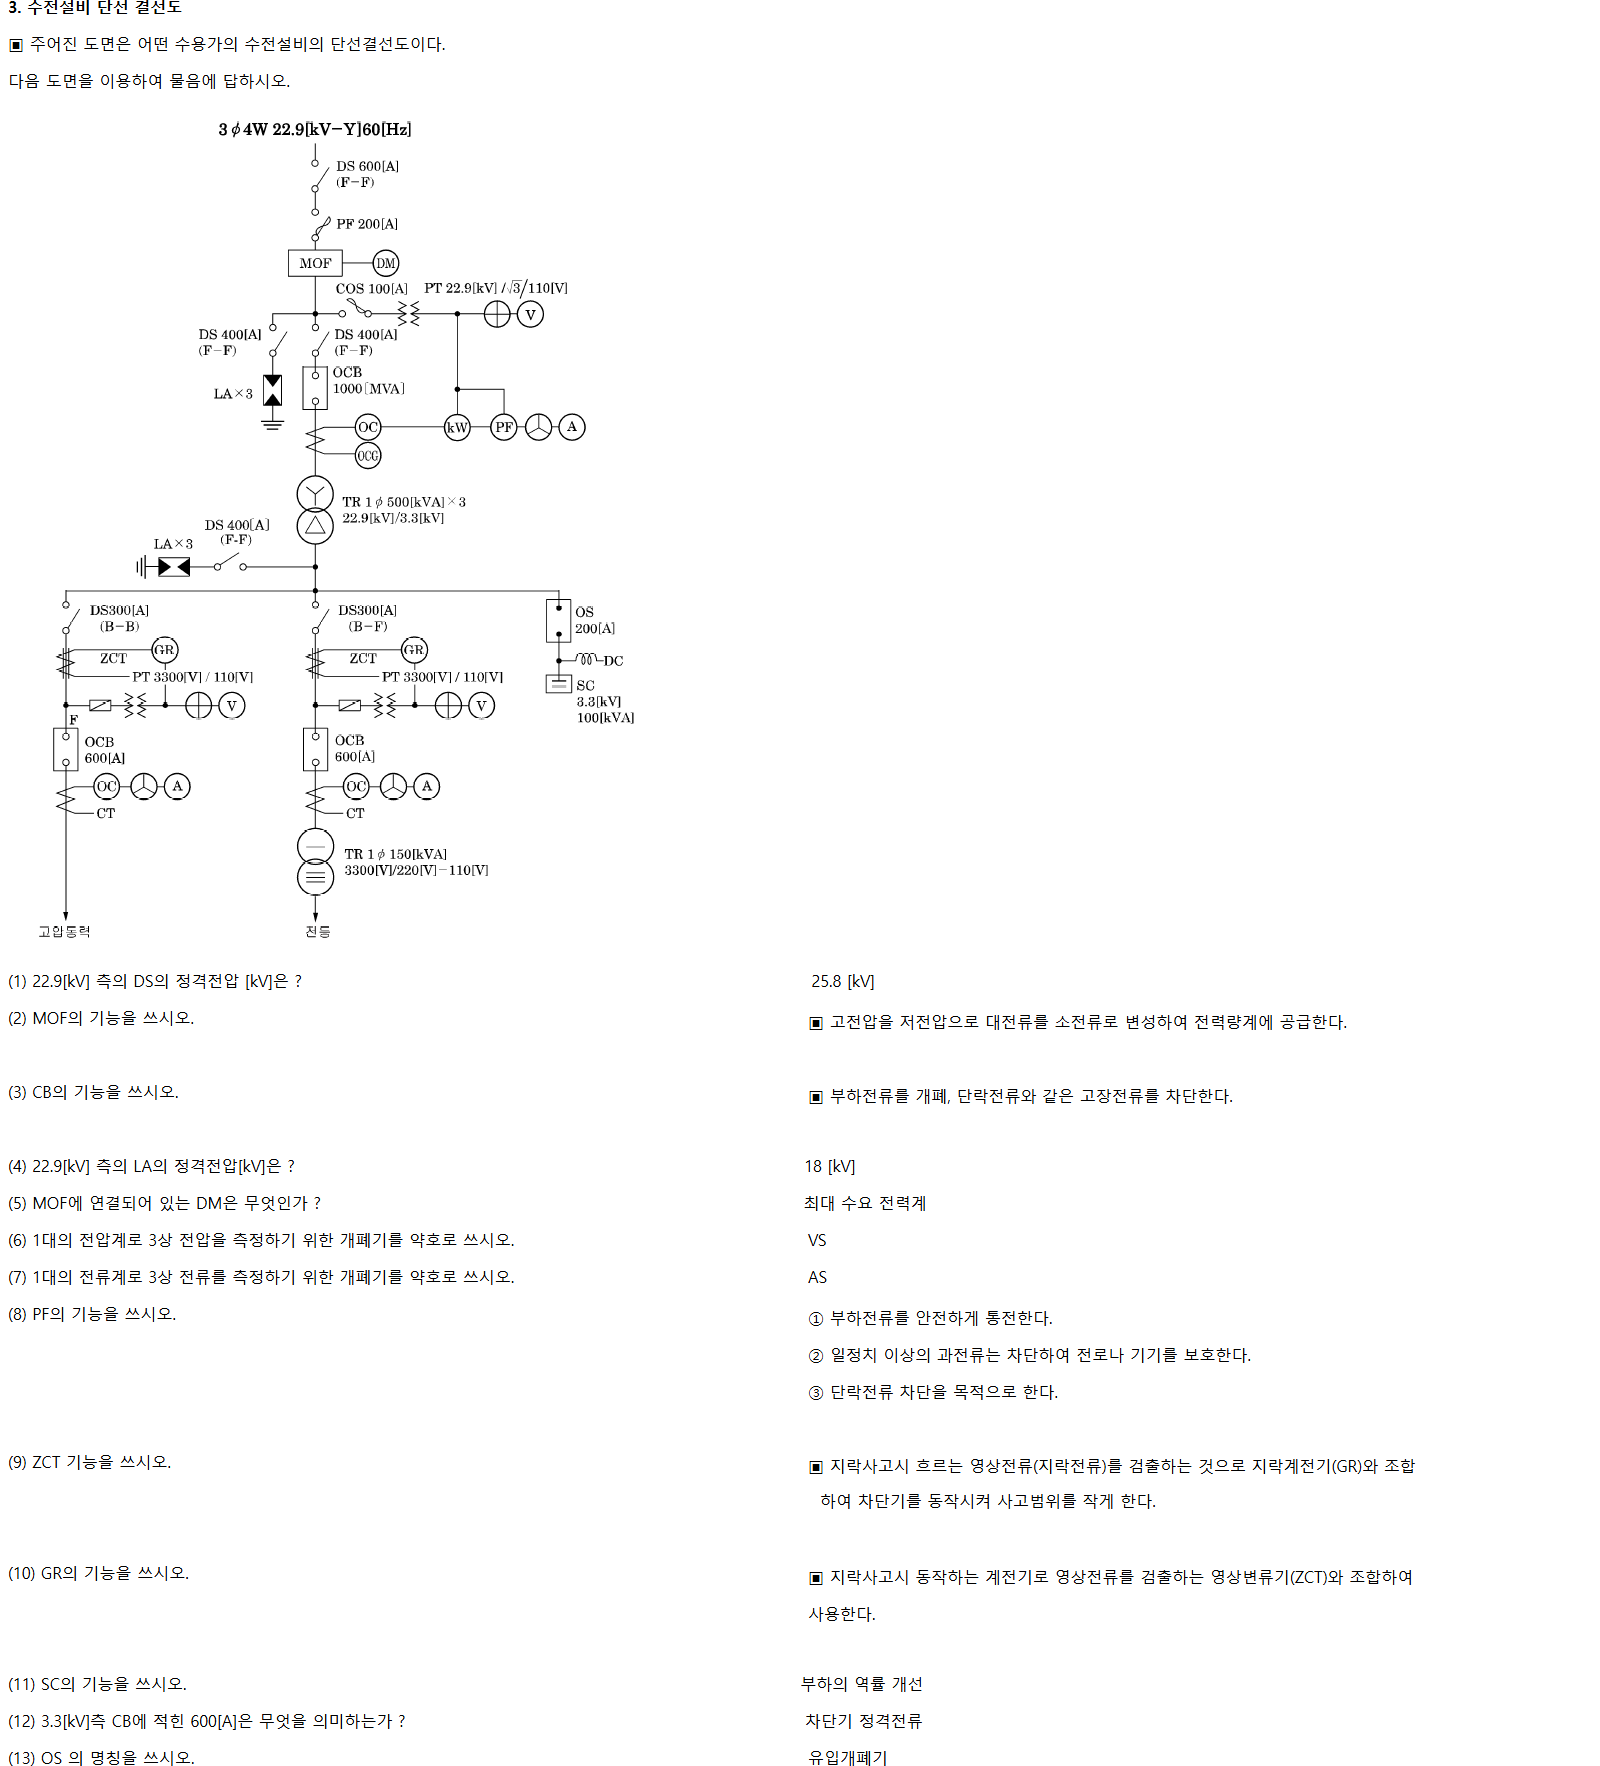 3. 수전설비 단선 결선도
▣ 주어진 도면은 어떤 수용가의 수전설비의 단선결선도이다.
다음 도면을 이용하여 물음에 답하시오.
3φ4W 22.9[kV-Y]60[Hz]
DS 600[A]
(F-F)
PF 200[A]
MOF
DM
COS 100[A]
PT 22.9[kV] /√3/110[V]
V
DS 400[A]
(F-F)
DS 400[A]
(F-F)
OCB
1000[MVA]
LA×3
OC
kW
PF
A
OCG
TR 1φ 500[kVA]×3
22.9[kV]/3.3[kV]
DS 400[A]
(F-F)
LA×3
DS300[A]
(B-B)
DS300[A]
(B-F)
OS
200[A]
GR
ZCT
GR
ZCT
DC
PT 3300[V] / 110[V]
PT 3300[V] / 110[V]
SC
3.3[kV]
100[kVA]
V
V
F
OCB
600[A]
OCB
600[A]
OC
A
OC
A
CT
CT
TR 1φ 150[kVA]
3300[V]/220[V]-110[V]
고압동력
전등
(1) 22.9[kV] 측의 DS의 정격전압 [kV]은 ?
25.8 [kV]
(2) MOF의 기능을 쓰시오.
▣ 고전압을 저전압으로 대전류를 소전류로 변성하여 전력량계에 공급한다.
(3) CB의 기능을 쓰시오.
▣ 부하전류를 개폐, 단락전류와 같은 고장전류를 차단한다.
(4) 22.9[kV] 측의 LA의 정격전압[kV]은 ?
18 [kV]
(5) MOF에 연결되어 있는 DM은 무엇인가 ?
최대 수요 전력계
(6) 1대의 전압계로 3상 전압을 측정하기 위한 개폐기를 약호로 쓰시오.
VS
(7) 1대의 전류계로 3상 전류를 측정하기 위한 개폐기를 약호로 쓰시오.
AS
(8) PF의 기능을 쓰시오.
① 부하전류를 안전하게 통전한다.
② 일정치 이상의 과전류는 차단하여 전로나 기기를 보호한다.
③ 단락전류 차단을 목적으로 한다.
(9) ZCT 기능을 쓰시오.
▣ 지락사고시 흐르는 영상전류(지락전류)를 검출하는 것으로 지락계전기(GR)와 조합
하여 차단기를 동작시켜 사고범위를 작게 한다.
(10) GR의 기능을 쓰시오.
▣ 지락사고시 동작하는 계전기로 영상전류를 검출하는 영상변류기(ZCT)와 조합하여
사용한다.
(11) SC의 기능을 쓰시오.
부하의 역률 개선
(12) 3.3[kV]측 CB에 적힌 600[A]은 무엇을 의미하는가 ?
차단기 정격전류
(13) OS 의 명칭을 쓰시오.
유입개폐기